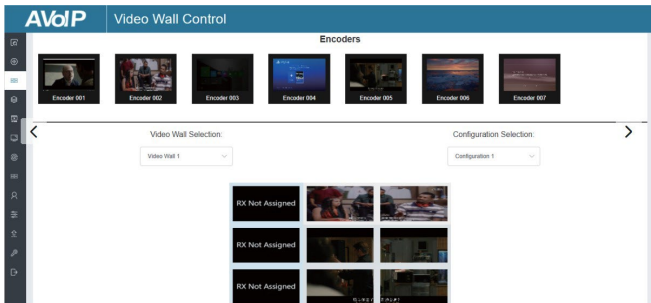 AVoIP Video Wall Control
Encoders
Encoder 001
Encoder 002
Encoder 003
Encoder 004
Encoder 005
Encoder 006
Encoder 007
Video Wall Selection:
Configuration Selection:
Video Wall 1
Configuration 1
RX Not Assigned
RX Not Assigned
RX Not Assigned